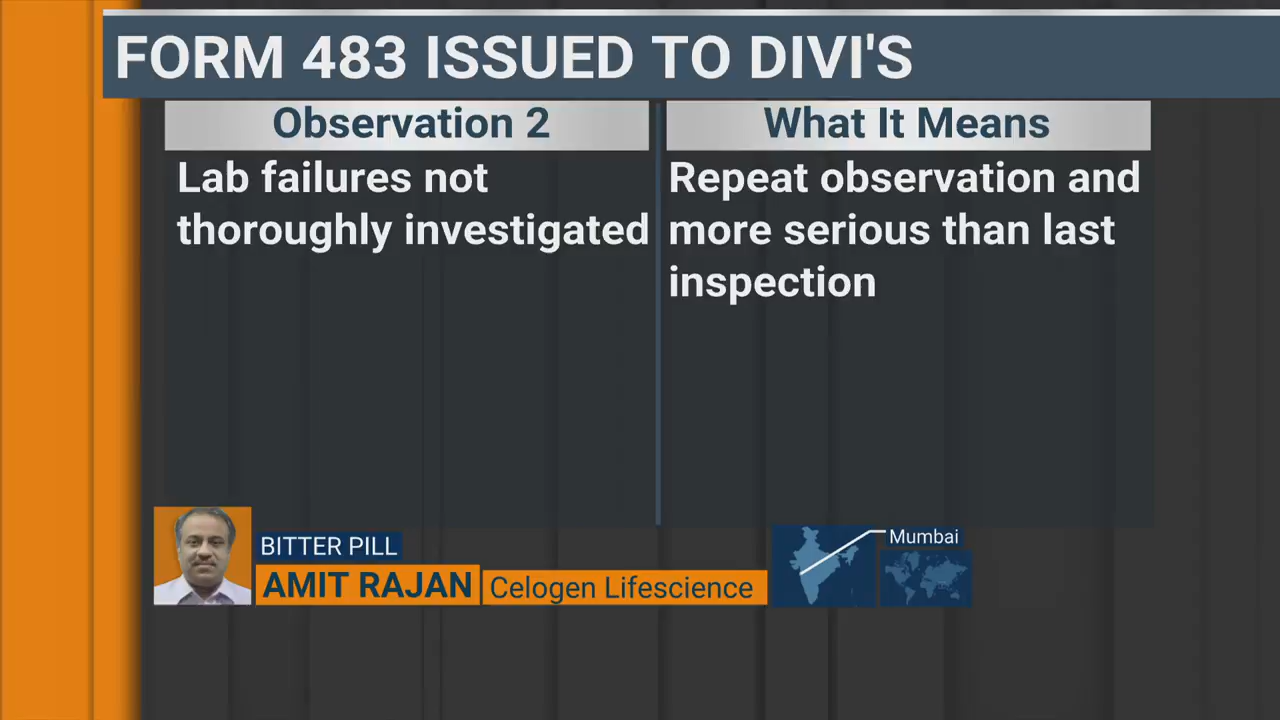 FORM 483 ISSUED TO DIVI'S
Observation 2
Lab failures not
thoroughly investigated
What It Means
Repeat observation and
more serious than last
inspection
BITTER PILL
AMIT RAJAN
Celogen Lifescience
Mumbai